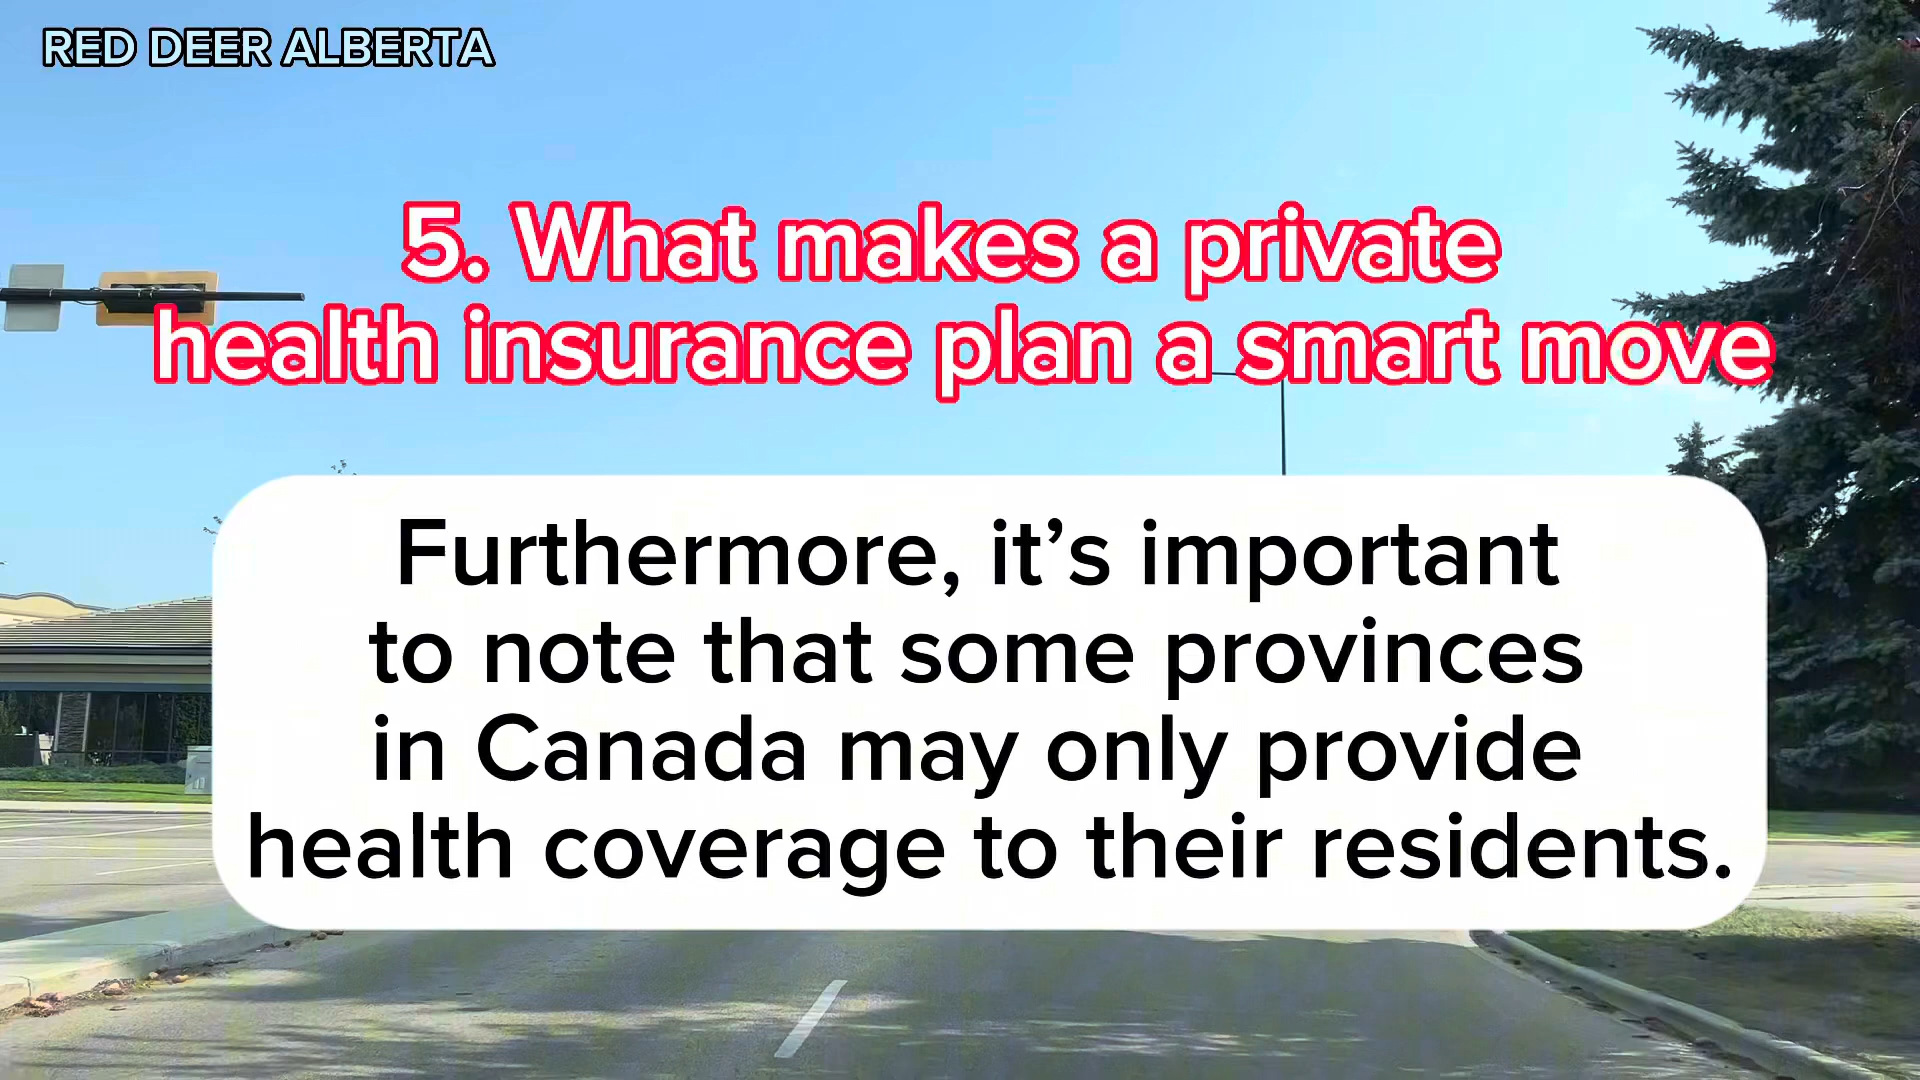 RED DEER ALBERTA
5. What makes a private
health insurance plan a smart move
Furthermore, it’s important
to note that some provinces
in Canada may only provide
health coverage to their residents.